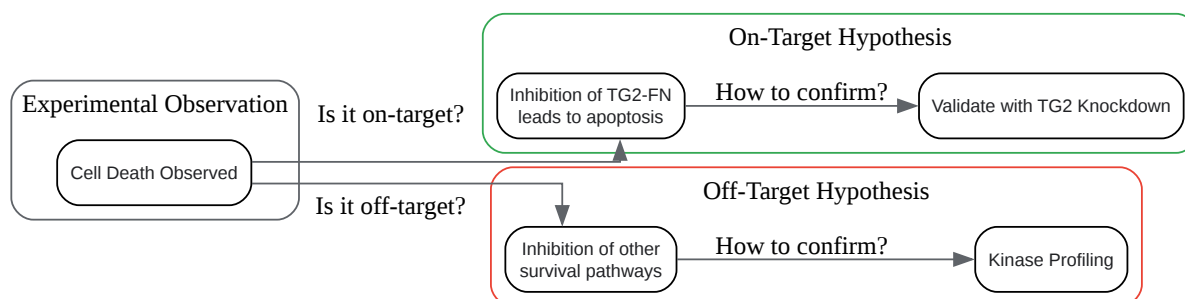 On-Target Hypothesis
Experimental Observation
Is it on-target?
Inhibition of TG2-FN
leads to apoptosis
How to confirm?
Validate with TG2 Knockdown
Cell Death Observed
Is it off-target?
Off-Target Hypothesis
Inhibition of other
survival pathways
How to confirm?
Kinase Profiling